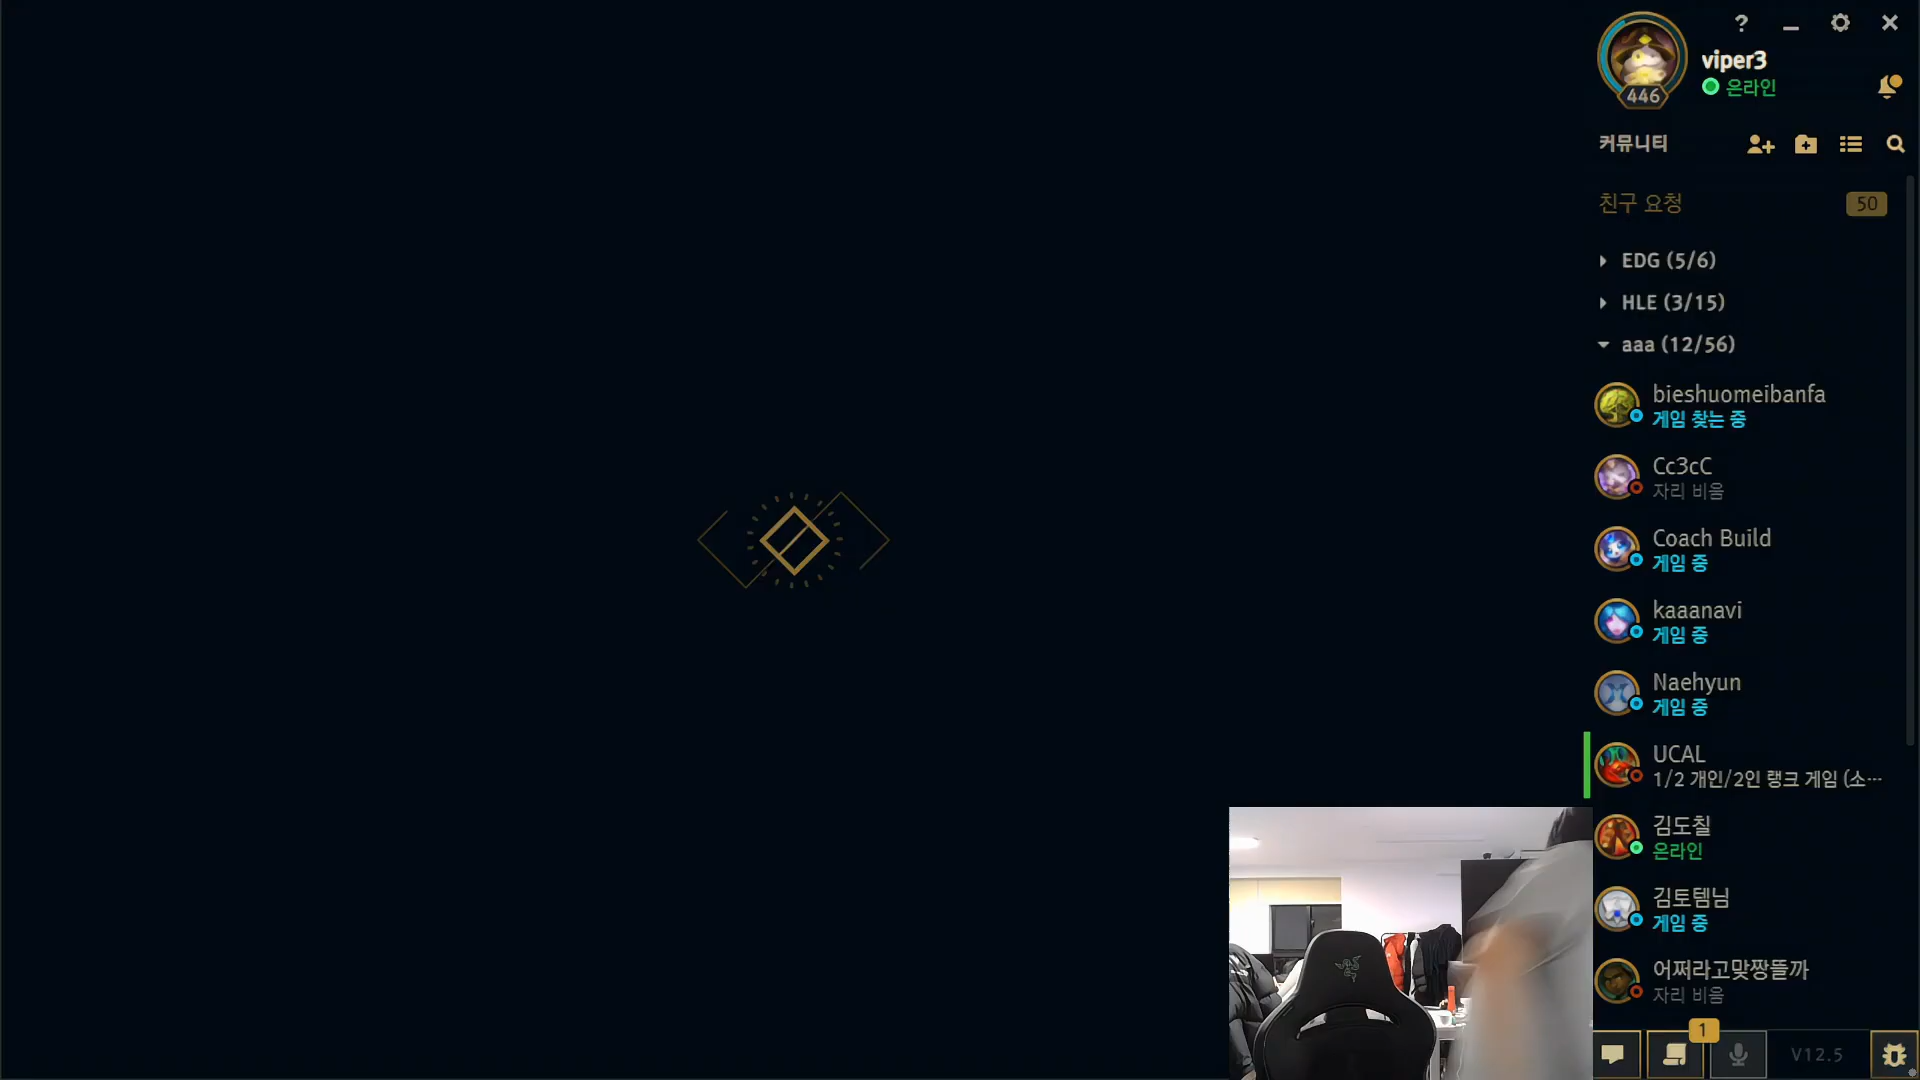 ?
viper3
온라인
446
커뮤니티
친구 요청
50
EDG (5/6)
HLE (3/15)
aaa (12/56)
bieshuomeibanfa
게임 찾는 중
Cc3cC
자리 비움
Coach Build
게임 중
kaaanavi
게임 중
Naehyun
게임 중
UCAL
1/2 개인/2인 랭크 게임 (소…
김도칠
온라인
김토템님
게임 중
어쩌라고맞짱뜰까
자리 비움
1
V12.5